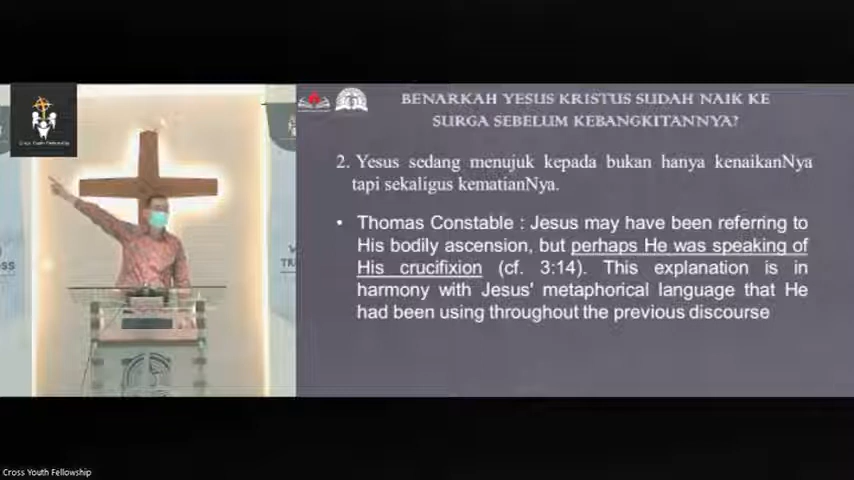 BENARKAH YESUS KRISTUS SUDAH NAIK KE
SURGA SEBELUM KEBANGKITANNYA?
2. Yesus sedang menujuk kepada bukan hanya kenaikanNya
tapi sekaligus kematianNya.
• Thomas Constable : Jesus may have been referring to
His bodily ascension, but perhaps He was speaking of
His crucifixion (cf. 3:14). This explanation is in
harmony with Jesus' metaphorical language that He
had been using throughout the previous discourse
Cross Youth Fellowship
Cross Youth Fellowship